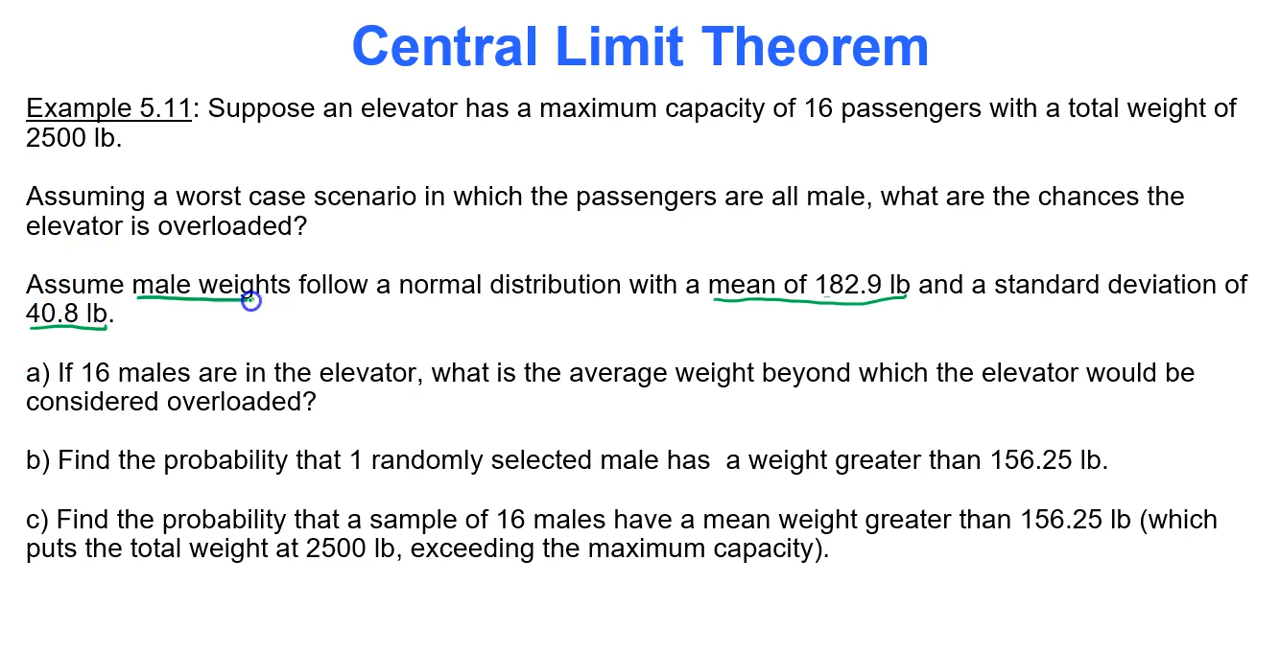 Central Limit Theorem
Example 5.11: Suppose an elevator has a maximum capacity of 16 passengers with a total weight of
2500 lb.
Assuming a worst case scenario in which the passengers are all male, what are the chances the
elevator is overloaded?
Assume male weights follow a normal distribution with a mean of 182.9 lb and a standard deviation of
40.8 lb.
a) If 16 males are in the elevator, what is the average weight beyond which the elevator would be
considered overloaded?
b) Find the probability that 1 randomly selected male has  a weight greater than 156.25 lb.
c) Find the probability that a sample of 16 males have a mean weight greater than 156.25 lb (which
puts the total weight at 2500 lb, exceeding the maximum capacity).